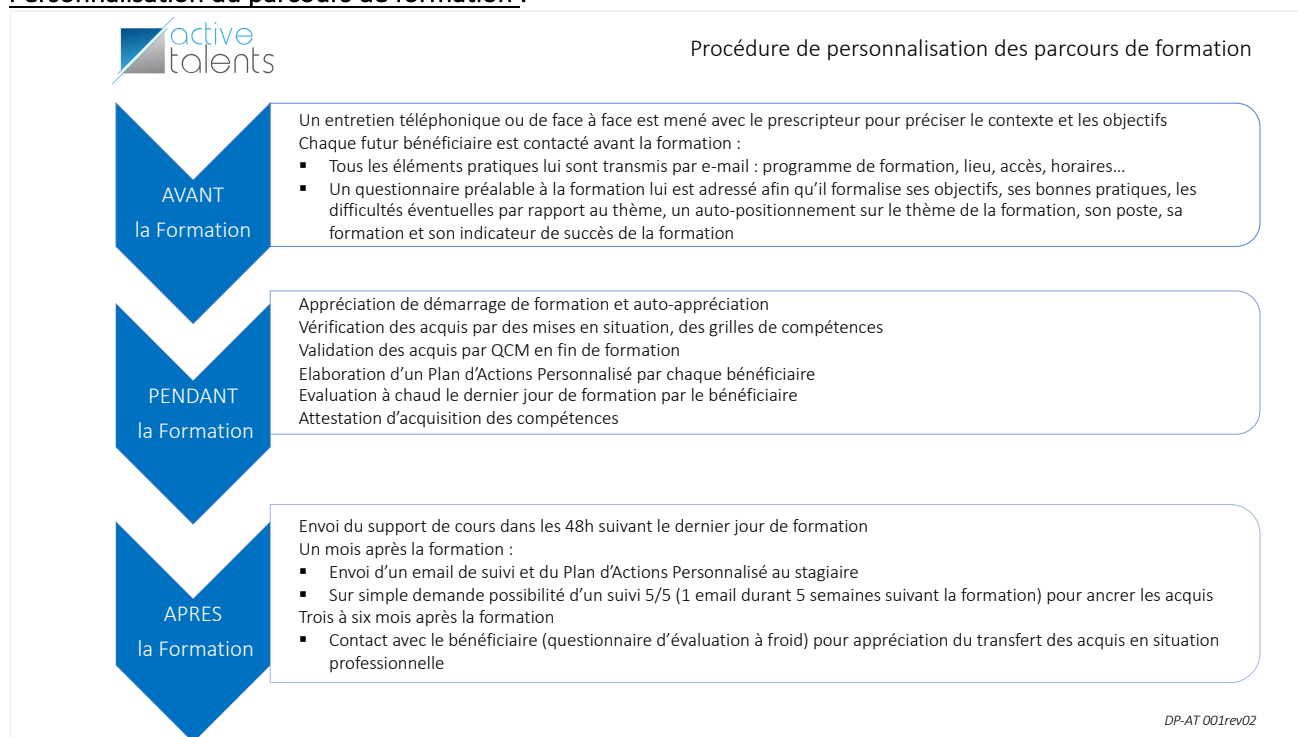 Personnalisation du parcours de formation :
active
talents
Procédure de personnalisation des parcours de formation
AVANT
la Formation
Un entretien téléphonique ou de face à face est mené avec le prescripteur pour préciser le contexte et les objectifs
Chaque futur bénéficiaire est contacté avant la formation :
▪ Tous les éléments pratiques lui sont transmis par e-mail : programme de formation, lieu, accès, horaires…
▪ Un questionnaire préalable à la formation lui est adressé afin qu’il formalise ses objectifs, ses bonnes pratiques, les
difficultés éventuelles par rapport au thème, un auto-positionnement sur le thème de la formation, son poste, sa
formation et son indicateur de succès de la formation
PENDANT
la Formation
Appréciation de démarrage de formation et auto-appréciation
Vérification des acquis par des mises en situation, des grilles de compétences
Validation des acquis par QCM en fin de formation
Elaboration d’un Plan d’Actions Personnalisé par chaque bénéficiaire
Evaluation à chaud le dernier jour de formation par le bénéficiaire
Attestation d’acquisition des compétences
APRES
la Formation
Envoi du support de cours dans les 48h suivant le dernier jour de formation
Un mois après la formation :
▪ Envoi d’un email de suivi et du Plan d’Actions Personnalisé au stagiaire
▪ Sur simple demande possibilité d’un suivi 5/5 (1 email durant 5 semaines suivant la formation) pour ancrer les acquis
Trois à six mois après la formation
▪ Contact avec le bénéficiaire (questionnaire d’évaluation à froid) pour appréciation du transfert des acquis en situation
professionnelle
DP-AT 001rev02